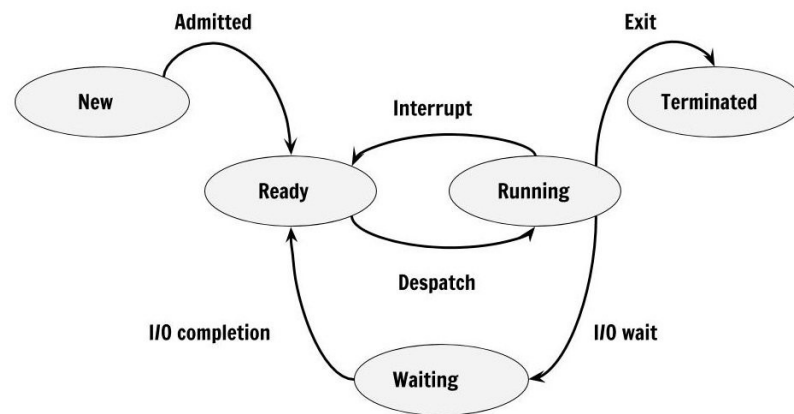 Admitted
Exit
New
Terminated
Interrupt
Ready
Running
Despatch
I/O completion
I/O wait
Waiting